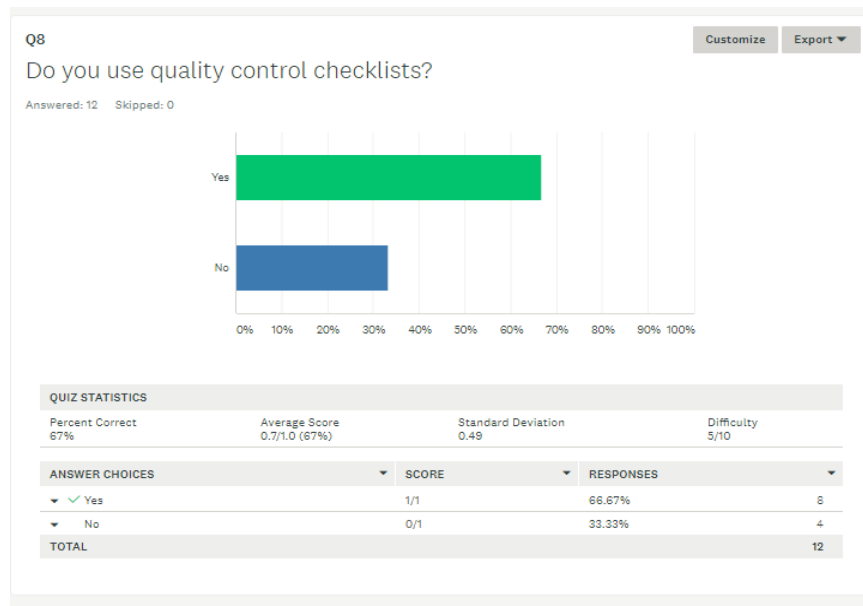 Q8
Customize
Export
Do you use quality control checklists?
Answered: 12 Skipped: 0
Yes
No
0% 10% 20% 30% 40% 50% 60% 70% 80% 90% 100%
QUIZ STATISTICS
Percent Correct Average Score Standard Deviation Difficulty
67% 0.7/1.0 (67%) 0.49 5/10
ANSWER CHOICES SCORE RESPONSES
Yes 1/1 66.67% 8
No 0/1 33.33% 4
TOTAL 12